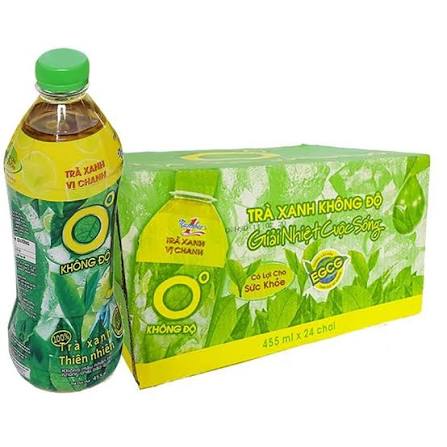 TRÀ XANH
VỊ CHANH
0°
KHÔNG ĐỘ
100%
Trà xanh
Thiên nhiên
TRÀ XANH
VỊ CHANH
0°
KHÔNG ĐỘ
TRÀ XANH KHÔNG ĐỘ
Giải Nhiệt Cuộc Sống
Có Lợi Cho
Sức Khỏe
EGCG
455 ml x 24 chai